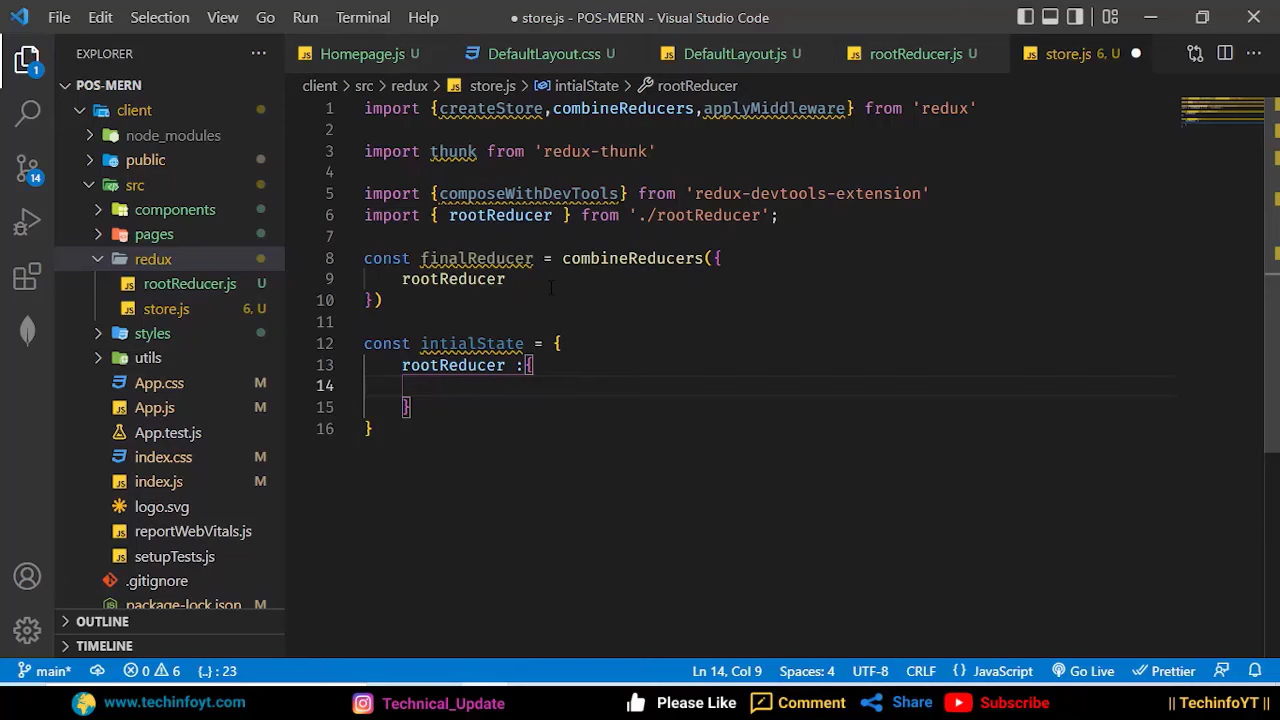 File Edit Selection View Go Run Terminal Help
● store.js - POS-MERN - Visual Studio Code
EXPLORER
POS-MERN
client
node_modules
public
src
components
pages
redux
rootReducer.js U
store.js 6, U
styles
utils
App.css M
App.js M
App.test.js
index.css M
index.js M
logo.svg
reportWebVitals.js
setupTests.js
.gitignore
package-lock.json M
OUTLINE
TIMELINE
1
14
Homepage.js U DefaultLayout.css U DefaultLayout.js U rootReducer.js U store.js 6, U ●
client > src > redux > store.js > intialState > rootReducer
1 import {createStore,combineReducers,applyMiddleware} from 'redux'
2
3 import thunk from 'redux-thunk'
4
5 import {composeWithDevTools} from 'redux-devtools-extension'
6 import { rootReducer } from './rootReducer';
7
8 const finalReducer = combineReducers({
9 rootReducer
10 })
11
12 const intialState = {
13 rootReducer :{
14
15 }
16 }
main* 0 6 {..} : 23 Ln 14, Col 9 Spaces: 4 UTF-8 CRLF JavaScript Go Live Prettier
www.techinfoyt.com Technical_Update Please Like Comment Share Subscribe || TechinfoYT ||